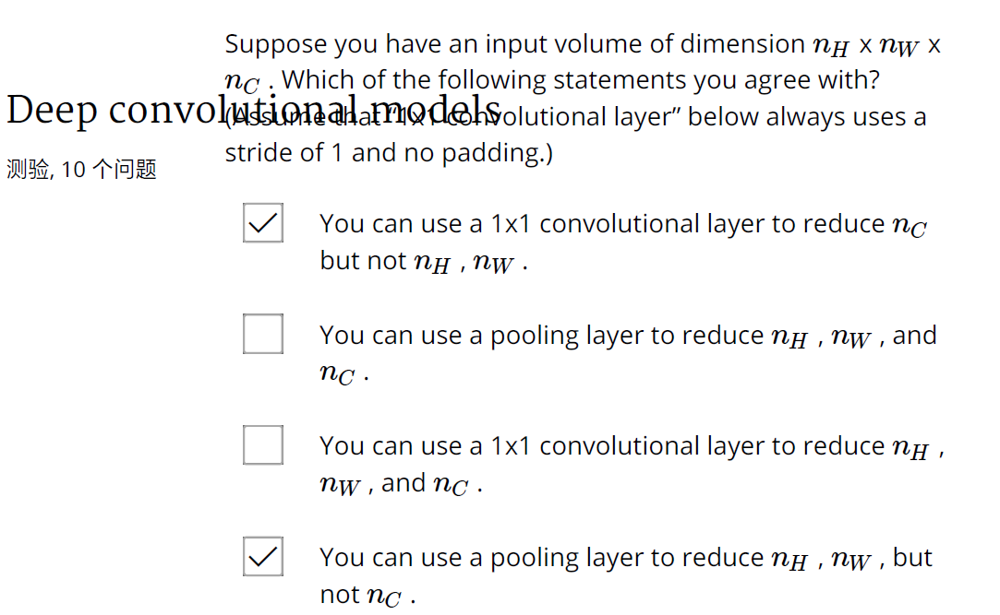 Suppose you have an input volume of dimension n_H x n_W x
n_C . Which of the following statements you agree with?
Deep convolutional models
(Assume that “1x1 convolutional layer” below always uses a
stride of 1 and no padding.)
测验, 10 个问题
You can use a 1x1 convolutional layer to reduce n_C
but not n_H , n_W .
You can use a pooling layer to reduce n_H , n_W , and
n_C .
You can use a 1x1 convolutional layer to reduce n_H ,
n_W , and n_C .
You can use a pooling layer to reduce n_H , n_W , but
not n_C .